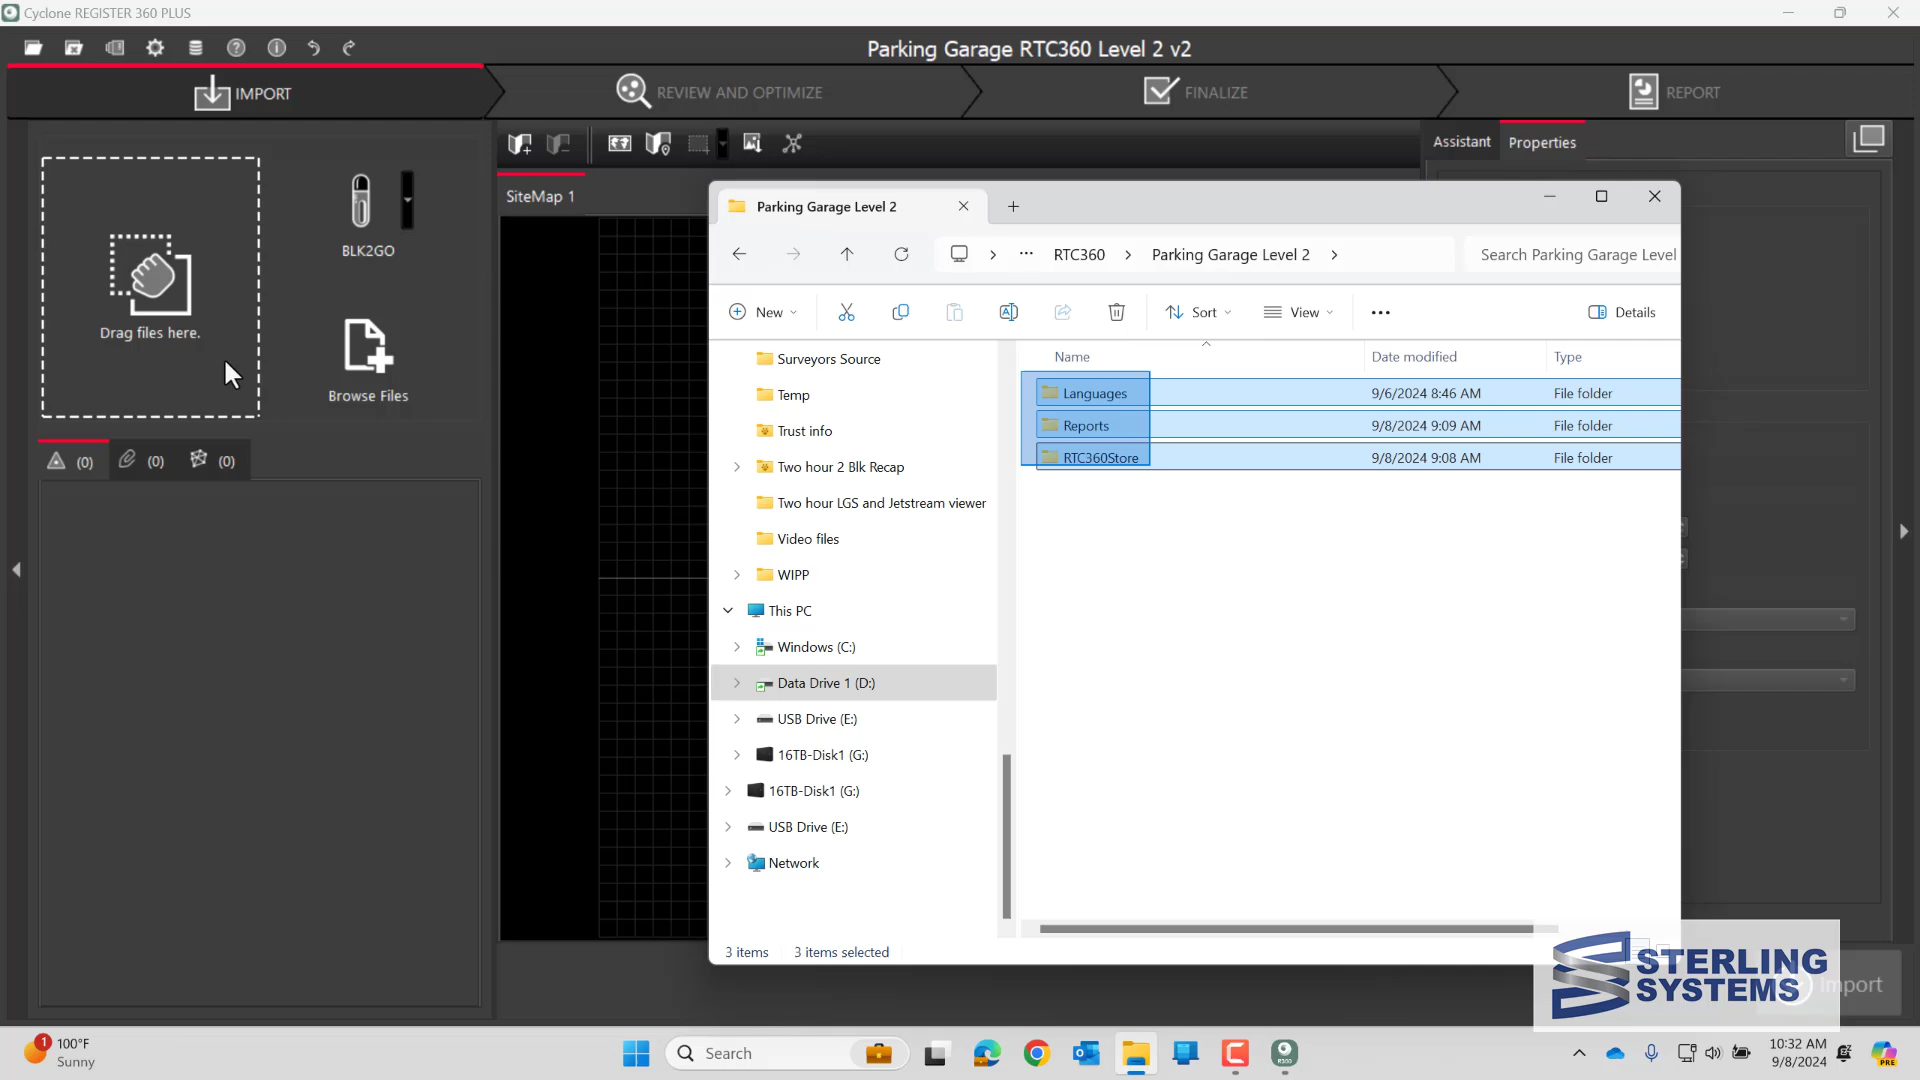 Cyclone REGISTER 360 PLUS
Parking Garage RTC360 Level 2 v2
IMPORT
REVIEW AND OPTIMIZE
FINALIZE
REPORT
Drag files here.
BLK2GO
Browse Files
(0)
(0)
(0)
SiteMap 1
Assistant
Properties
Parking Garage Level 2
RTC360
Parking Garage Level 2
Search Parking Garage Level
New
Sort
View
Details
Name
Date modified
Type
Languages 9/6/2024 8:46 AM File folder
Reports 9/8/2024 9:09 AM File folder
RTC360Store 9/8/2024 9:08 AM File folder
Surveyors Source
Temp
Trust info
Two hour 2 Blk Recap
Two hour LGS and Jetstream viewer
Video files
WIPP
This PC
Windows (C:)
Data Drive 1 (D:)
USB Drive (E:)
16TB-Disk1 (G:)
16TB-Disk1 (G:)
USB Drive (E:)
Network
3 items
3 items selected
STERLING
SYSTEMS
Import
1
100°F
Sunny
Search
R360
10:32 AM
9/8/2024
PRE